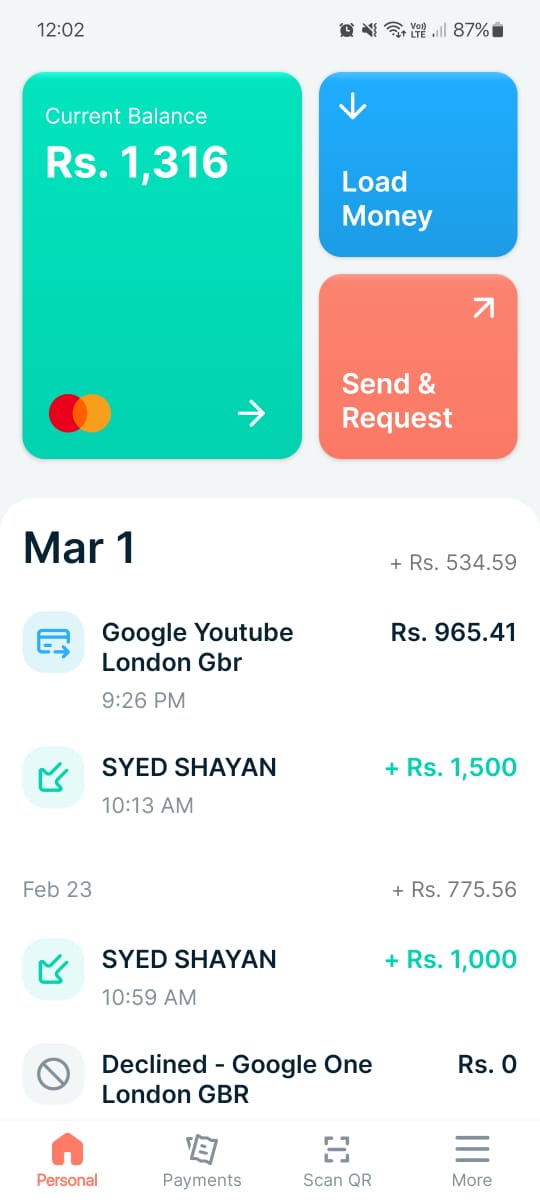 12:02
Vo))
LTE
87%
Current Balance
Rs. 1,316
Load
Money
Send &
Request
Mar 1
+ Rs. 534.59
Google Youtube
London Gbr
Rs. 965.41
9:26 PM
SYED SHAYAN
+ Rs. 1,500
10:13 AM
Feb 23
+ Rs. 775.56
SYED SHAYAN
+ Rs. 1,000
10:59 AM
Declined - Google One
London GBR
Rs. 0
Personal
Payments
Scan QR
More